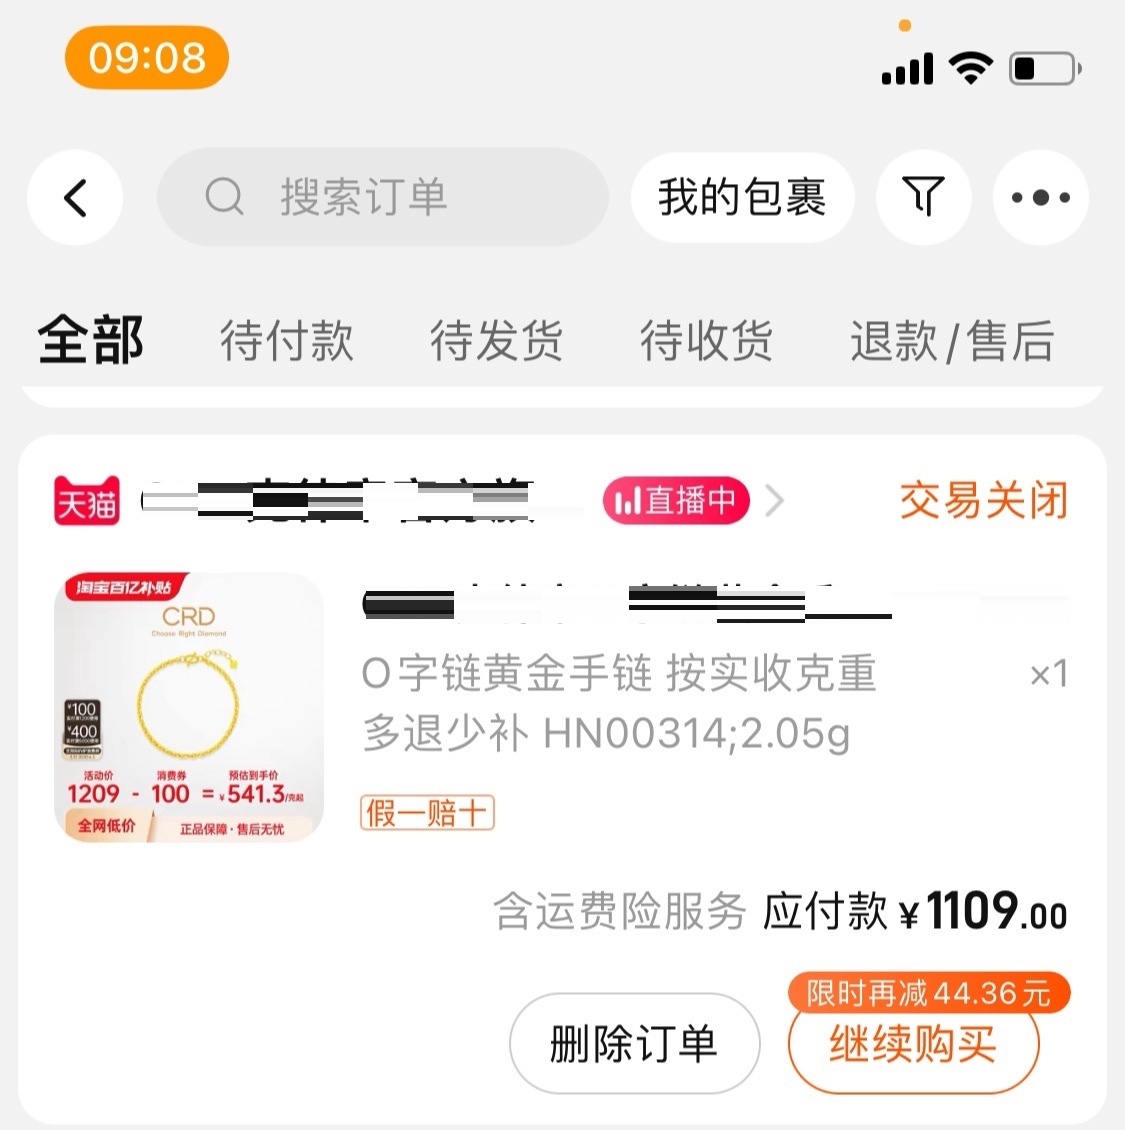 09:08
搜索订单
我的包裹
全部
待付款
待发货
待收货
退款/售后
天猫
直播中
交易关闭
淘宝百亿补贴
CRD
Choose Right Diamond
¥100
¥400
活动价 消费券 预估到手价
1209 - 100 = ¥541.3/克起
全网低价
正品保障·售后无忧
O字链黄金手链 按实收克重
×1
多退少补 HN00314;2.05g
假一赔十
含运费险服务 应付款 ¥1109.00
限时再减44.36元
删除订单
继续购买